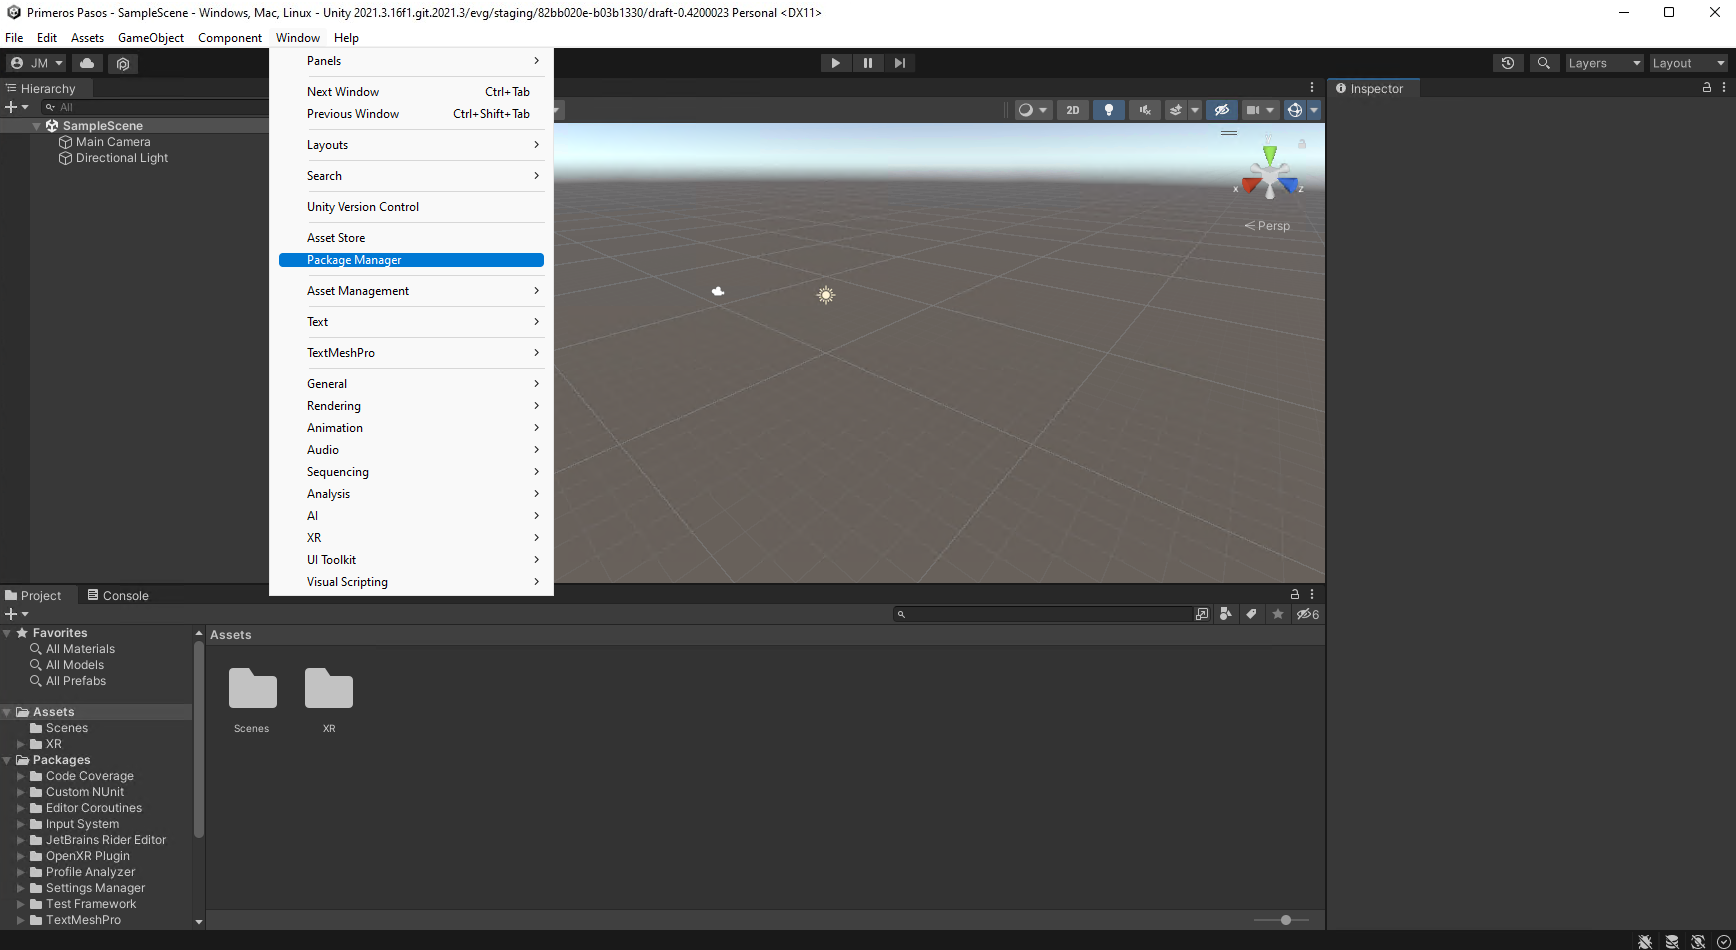 Primeros Pasos - SampleScene - Windows, Mac, Linux - Unity 2021.3.16f1.git.2021.3/evg/staging/82bb020e-b03b1330/draft-0.4200023 Personal <DX11>
File Edit Assets GameObject Component Window Help
JM
Layers
Layout
Panels
Next Window Ctrl+Tab
Previous Window Ctrl+Shift+Tab
Layouts
Search
Unity Version Control
Asset Store
Package Manager
Asset Management
Text
TextMeshPro
General
Rendering
Animation
Audio
Sequencing
Analysis
AI
XR
UI Toolkit
Visual Scripting
Hierarchy
All
SampleScene
Main Camera
Directional Light
2D
y
x
z
Persp
Inspector
Project Console
6
Favorites
All Materials
All Models
All Prefabs
Assets
Scenes
XR
Packages
Code Coverage
Custom NUnit
Editor Coroutines
Input System
JetBrains Rider Editor
OpenXR Plugin
Profile Analyzer
Settings Manager
Test Framework
TextMeshPro
Assets
Scenes
XR